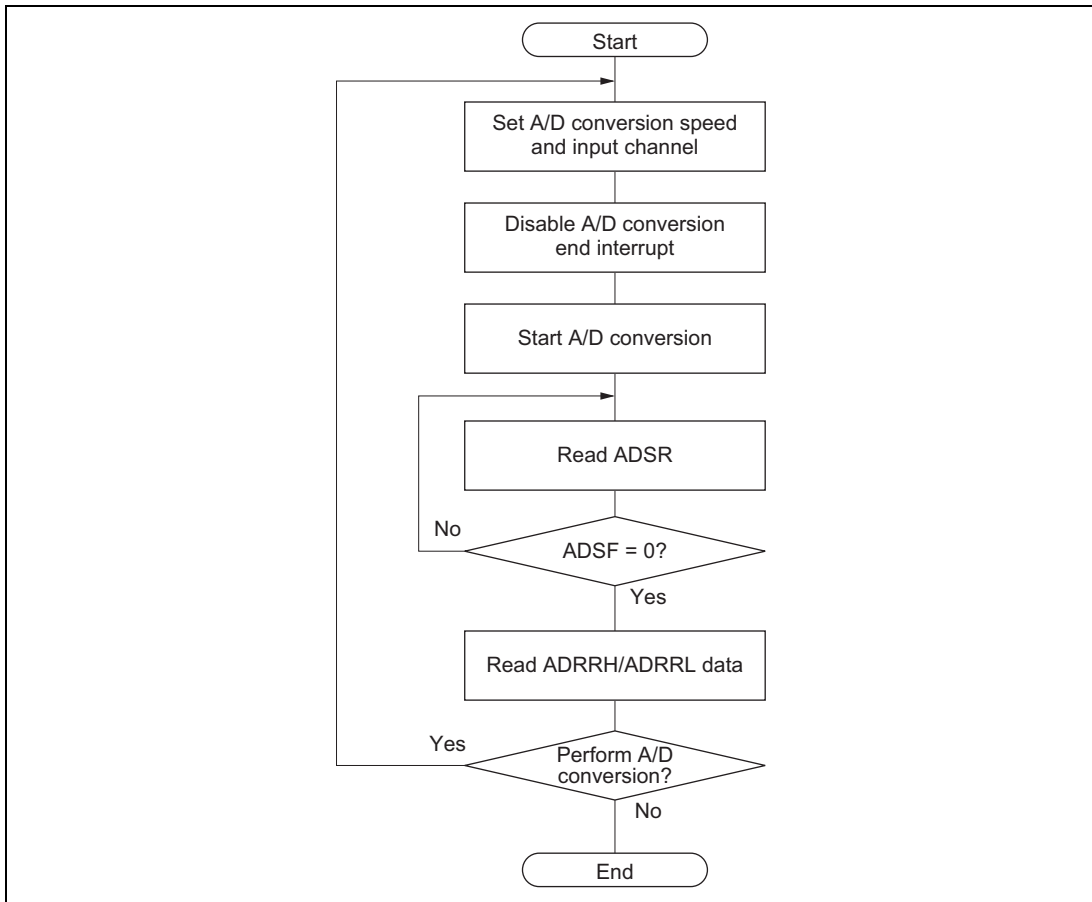 Start
Set A/D conversion speed
and input channel
Disable A/D conversion
end interrupt
Start A/D conversion
Read ADSR
No
ADSF = 0?
Yes
Read ADRRH/ADRRL data
Yes
Perform A/D
conversion?
No
End